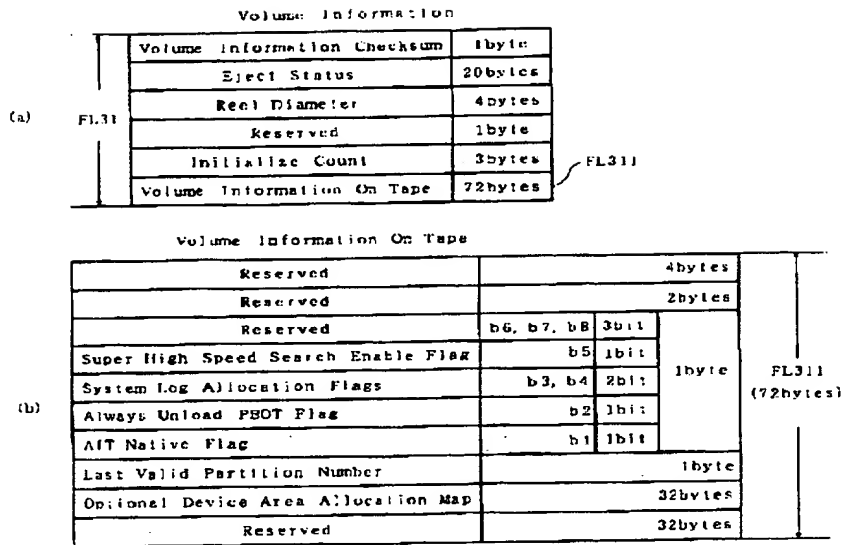 Volume Information
Volume Information Checksum 1byte
Eject Status 20bytes
Reel Diameter 4bytes
(a) FL31
Reserved 1byte
Initialize Count 3bytes
FL311
Volume Information On Tape 72bytes
Volume Information On Tape
Reserved 4bytes
Reserved 2bytes
Reserved b6, b7, b8 3bit
Super High Speed Search Enable Flag b5 1bit
1byte
FL311
(72bytes)
System Log Allocation Flags b3, b4 2bit
(b)
Always Unload PBOT Flag b2 1bit
AIT Native Flag b1 1bit
Last Valid Partition Number 1byte
Optional Device Area Allocation Map 32bytes
Reserved 32bytes